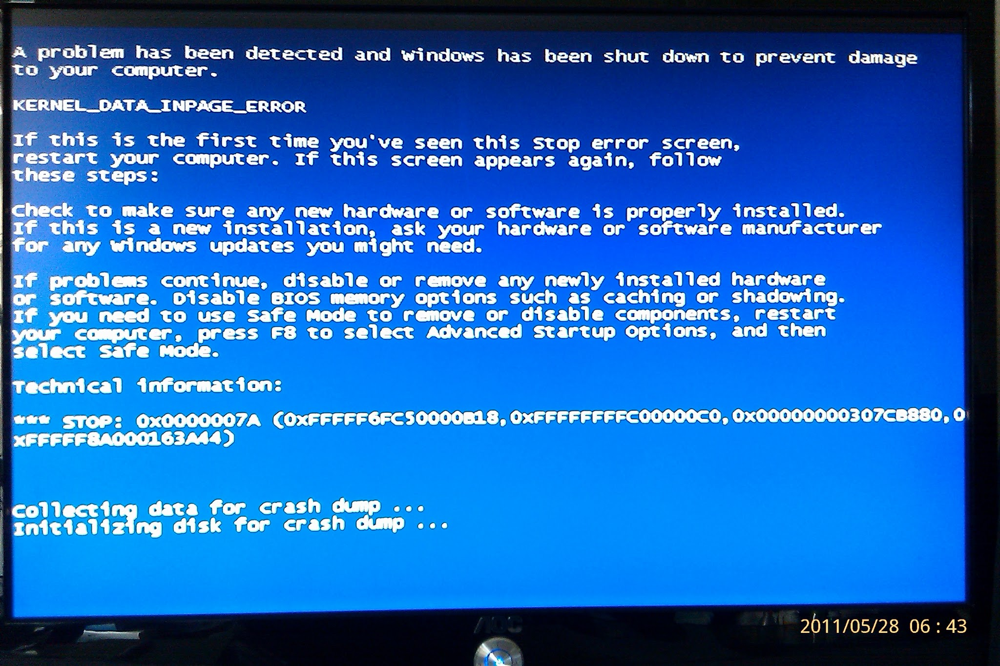 A problem has been detected and windows has been shut down to prevent damage
to your computer.
KERNEL_DATA_INPAGE_ERROR
If this is the first time you've seen this Stop error screen,
restart your computer. If this screen appears again, follow
these steps:
Check to make sure any new hardware or software is properly installed.
If this is a new installation, ask your hardware or software manufacturer
for any windows updates you might need.
If problems continue, disable or remove any newly installed hardware
or software. Disable BIOS memory options such as caching or shadowing.
If you need to use Safe Mode to remove or disable components, restart
your computer, press F8 to select Advanced Startup Options, and then
select Safe Mode.
Technical information:
*** STOP: 0x0000007A (0xFFFFF6FC50000B18,0xFFFFFFFFC00000C0,0x00000000307CB880,0
xFFFFF8A000163A44)
Collecting data for crash dump ...
Initializing disk for crash dump ...
AOC
2011/05/28 06:43